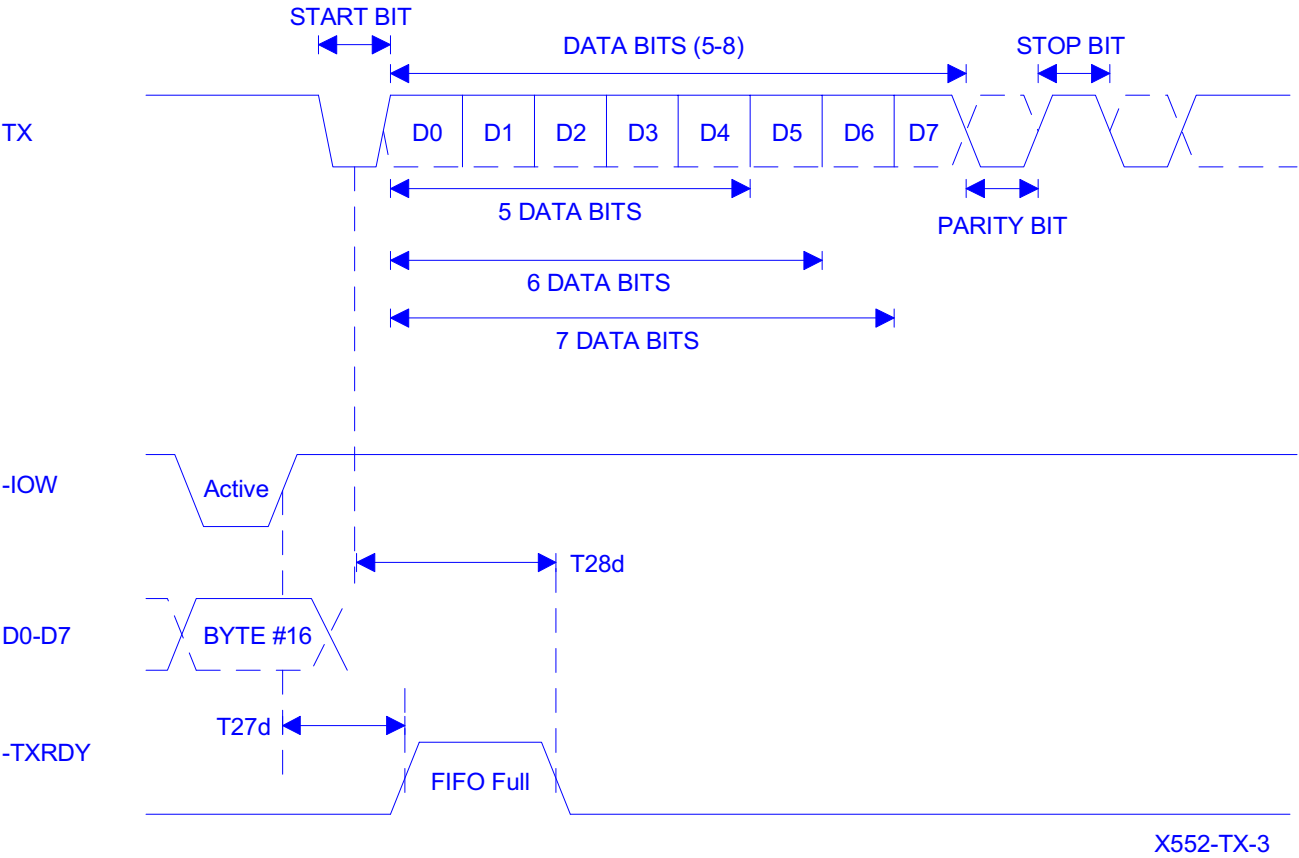 START BIT
DATA BITS (5-8)
STOP BIT
TX
D0 D1 D2 D3 D4 D5 D6 D7
5 DATA BITS
PARITY BIT
6 DATA BITS
7 DATA BITS
-IOW
Active
T28d
D0-D7
BYTE #16
T27d
-TXRDY
FIFO Full
X552-TX-3